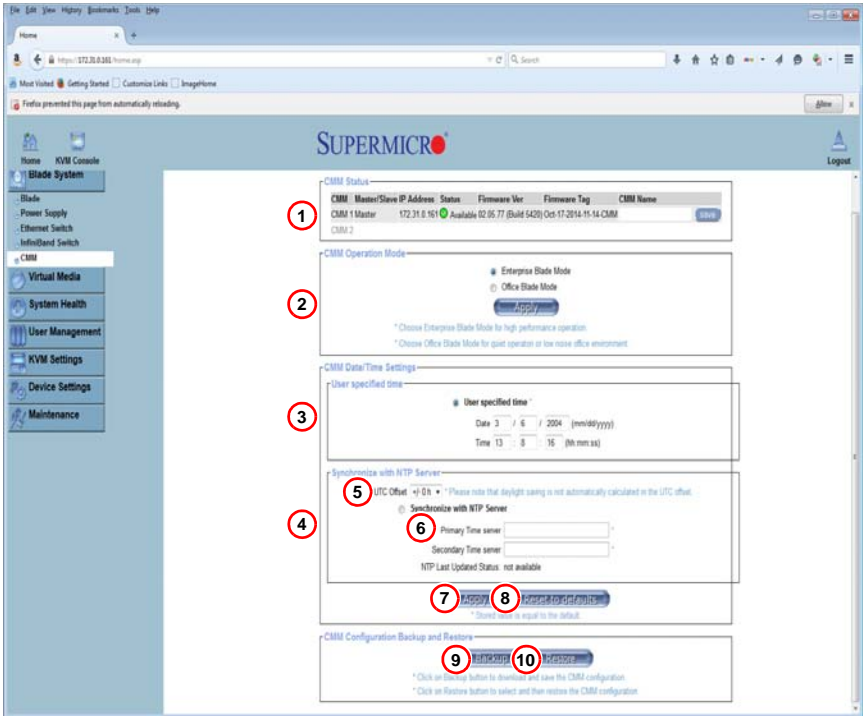 File Edit View History Bookmarks Tools Help
Home × +
https://172.31.0.161/home.asp Search
Most Visited Getting Started Customize Links ImageHome
Firefox prevented this page from automatically reloading. Allow x
Home KVM Console SUPERMICRO Logout
Blade System
Blade
Power Supply
Ethernet Switch
InfiniBand Switch
CMM
Virtual Media
System Health
User Management
KVM Settings
Device Settings
Maintenance
CMM Status
CMM Master/Slave IP Address Status Firmware Ver Firmware Tag CMM Name
1 CMM 1 Master 172.31.0.161 Available 02.05.77 (Build 5420) Oct-17-2014-11-14-CMM SAVE
CMM 2
CMM Operation Mode
Enterprise Blade Mode
Office Blade Mode
2 Apply
* Choose Enterprise Blade Mode for high performance operation
* Choose Office Blade Mode for quiet operation or low noise office environment
CMM Date/Time Settings
User specified time
3 User specified time *
Date 3 / 6 / 2004 (mm/dd/yyyy)
Time 13 : 8 : 16 (hh:mm:ss)
Synchronize with NTP Server
5 UTC Offset +/- 0 h * Please note that daylight saving is not automatically calculated in the UTC offset.
Synchronize with NTP Server
4 6 Primary Time server *
Secondary Time server *
NTP Last Updated Status: not available
7 Apply 8 Reset to defaults
* Stored value is equal to the default.
CMM Configuration Backup and Restore
9 Backup 10 Restore
* Click on Backup button to download and save the CMM configuration.
* Click on Restore button to select and then restore the CMM configuration